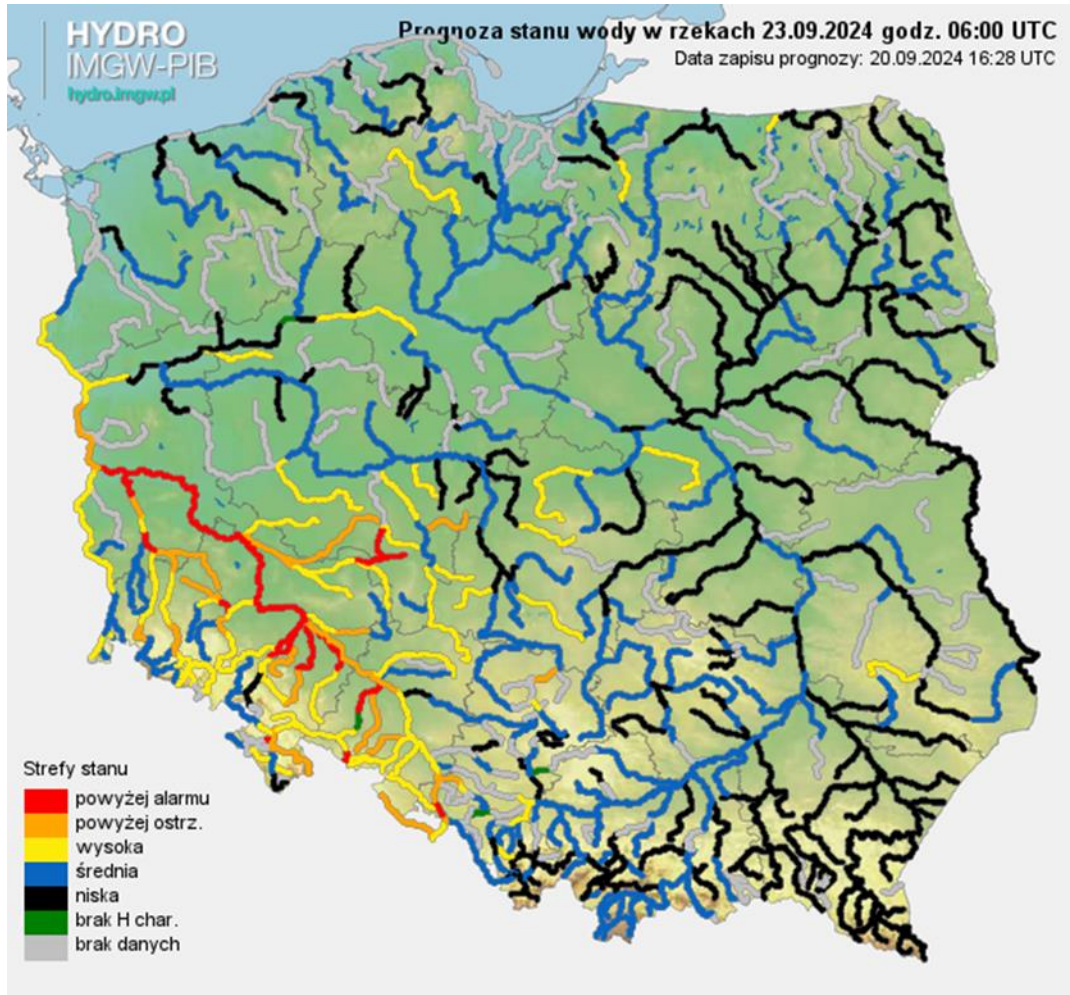 HYDRO
IMGW-PIB
hydro.imgw.pl
Prognoza stanu wody w rzekach 23.09.2024 godz. 06:00 UTC
Data zapisu prognozy: 20.09.2024 16:28 UTC
Strefy stanu
powyżej alarmu
powyżej ostrz.
wysoka
średnia
niska
brak H char.
brak danych